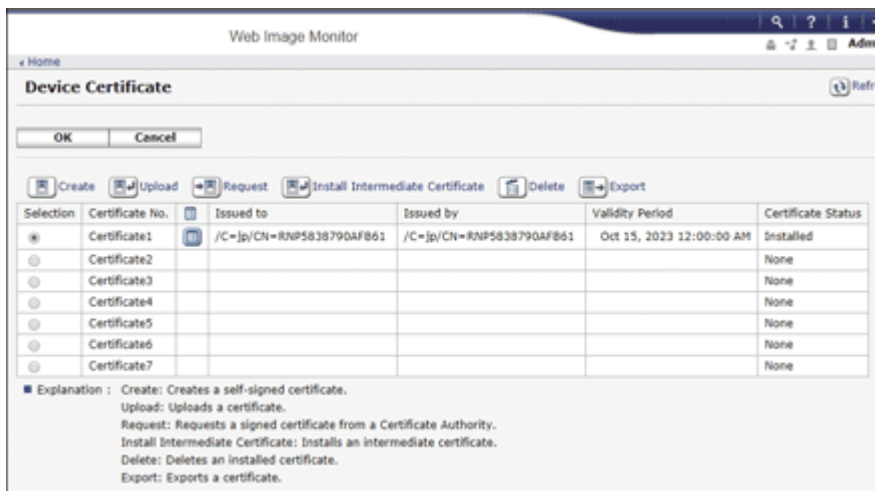 Web Image Monitor
Home
Device Certificate
OK Cancel
Create Upload Request Install Intermediate Certificate Delete Export
Selection Certificate No. Issued to Issued by Validity Period Certificate Status
Certificate1 /C=jp/CN=RNP5838790AFB61 /C=jp/CN=RNP5838790AFB61 Oct 15, 2023 12:00:00 AM Installed
Certificate2 None
Certificate3 None
Certificate4 None
Certificate5 None
Certificate6 None
Certificate7 None
Explanation : Create: Creates a self-signed certificate.
Upload: Uploads a certificate.
Request: Requests a signed certificate from a Certificate Authority.
Install Intermediate Certificate: Installs an intermediate certificate.
Delete: Deletes an installed certificate.
Export: Exports a certificate.